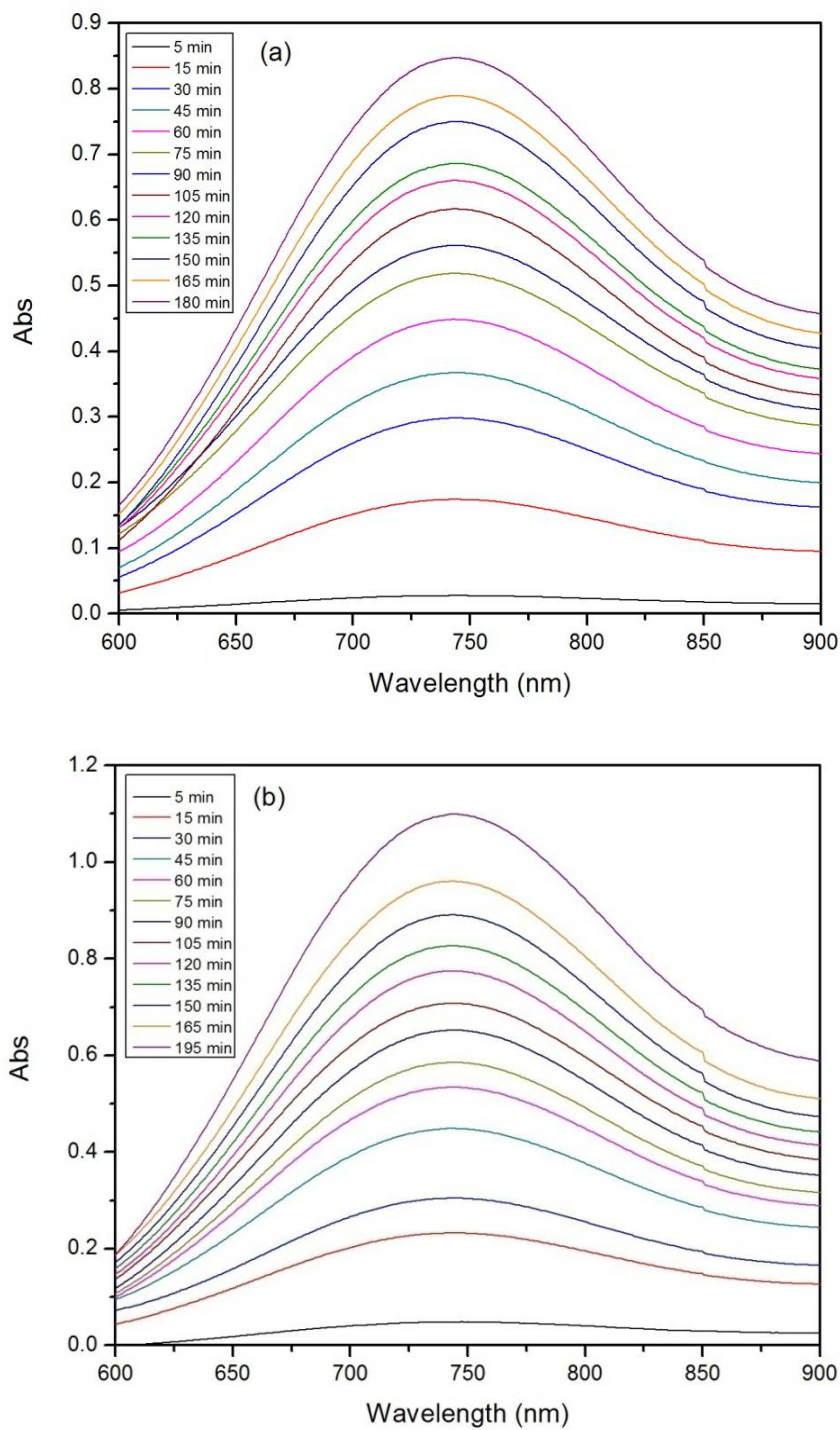 (a)
5 min
15 min
30 min
45 min
60 min
75 min
90 min
105 min
120 min
135 min
150 min
165 min
180 min
0.9
0.8
0.7
0.6
0.5
0.4
0.3
0.2
0.1
0.0
Abs
600 650 700 750 800 850 900
Wavelength (nm)
(b)
5 min
15 min
30 min
45 min
60 min
75 min
90 min
105 min
120 min
135 min
150 min
165 min
195 min
1.2
1.0
0.8
0.6
0.4
0.2
0.0
Abs
600 650 700 750 800 850 900
Wavelength (nm)